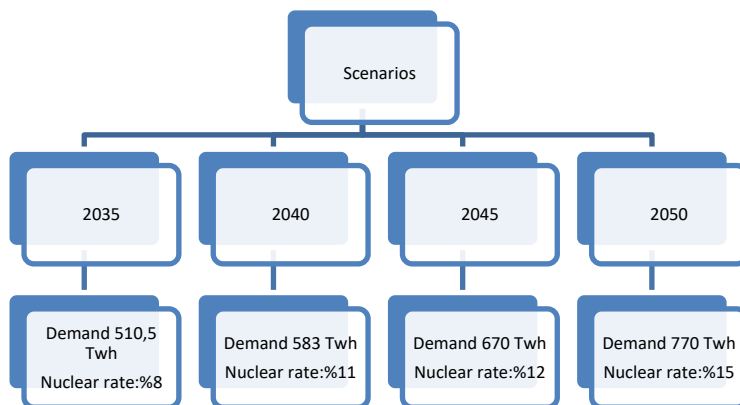 Scenarios
2035
2040
2045
2050
Demand 510,5
Twh
Nuclear rate:%8
Demand 583 Twh
Nuclear rate:%11
Demand 670 Twh
Nuclear rate:%12
Demand 770 Twh
Nuclear rate:%15